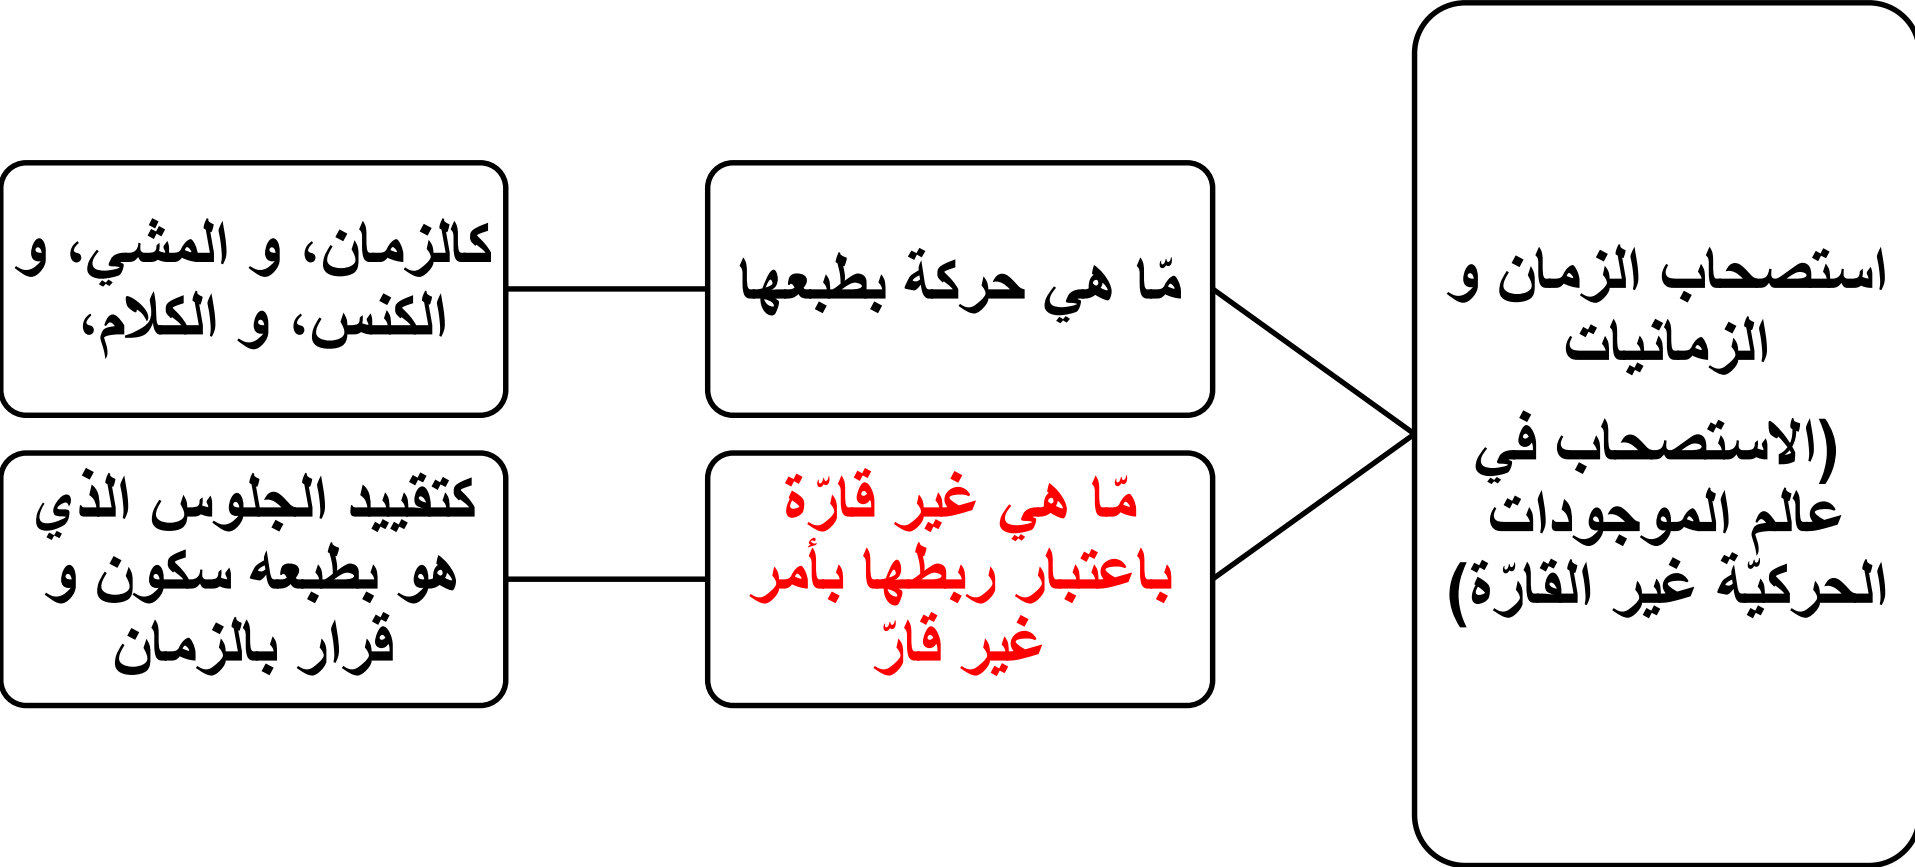 استصحاب الزمان و
الزمانيات
(الاستصحاب في
عالم الموجودات
الحركيّة غير القارّة)
مّا هي حركة بطبعها
كالزمان، و المشي، و
الكنس، و الكلام،
مّا هي غير قارّة
باعتبار ربطها بأمر
غير قارّ
كتقييد الجلوس الذي
هو بطبعه سكون و
قرار بالزمان